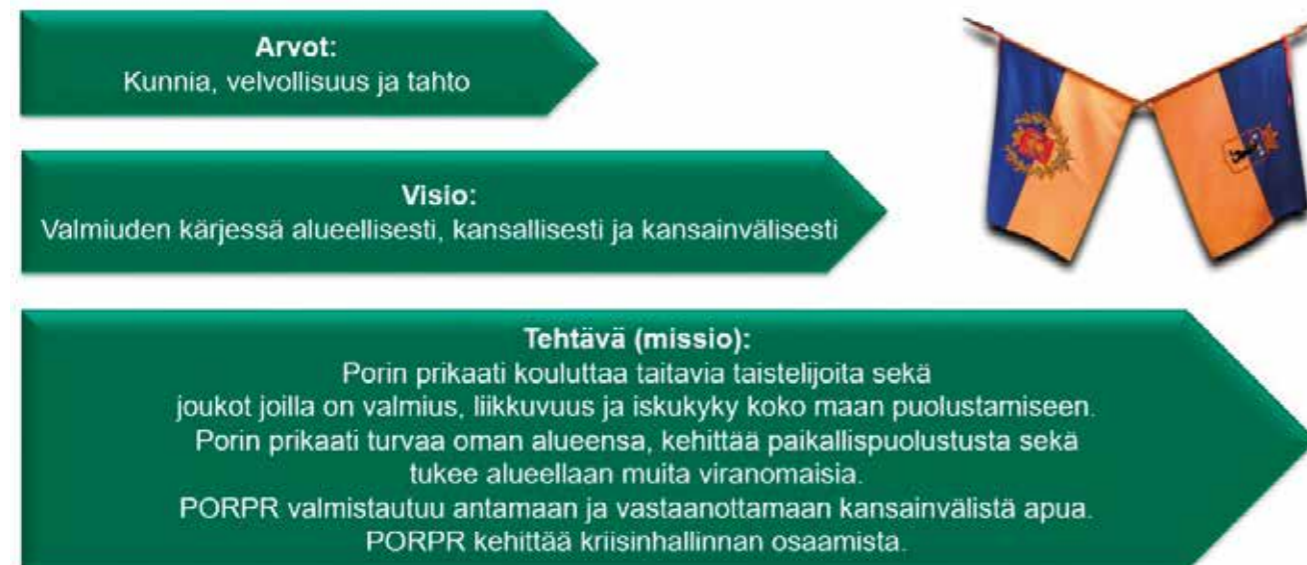 Arvot:
Kunnia, velvollisuus ja tahto
Visio:
Valmiuden kärjessä alueellisesti, kansallisesti ja kansainvälisesti
Tehtävä (missio):
Porin prikaati kouluttaa taitavia taistelijoita sekä
joukot joilla on valmius, liikkuvuus ja iskukyky koko maan puolustamiseen.
Porin prikaati turvaa oman alueensa, kehittää paikallispuolustusta sekä
tukee alueellaan muita viranomaisia.
PORPR valmistautuu antamaan ja vastaanottamaan kansainvälistä apua.
PORPR kehittää kriisinhallinnan osaamista.